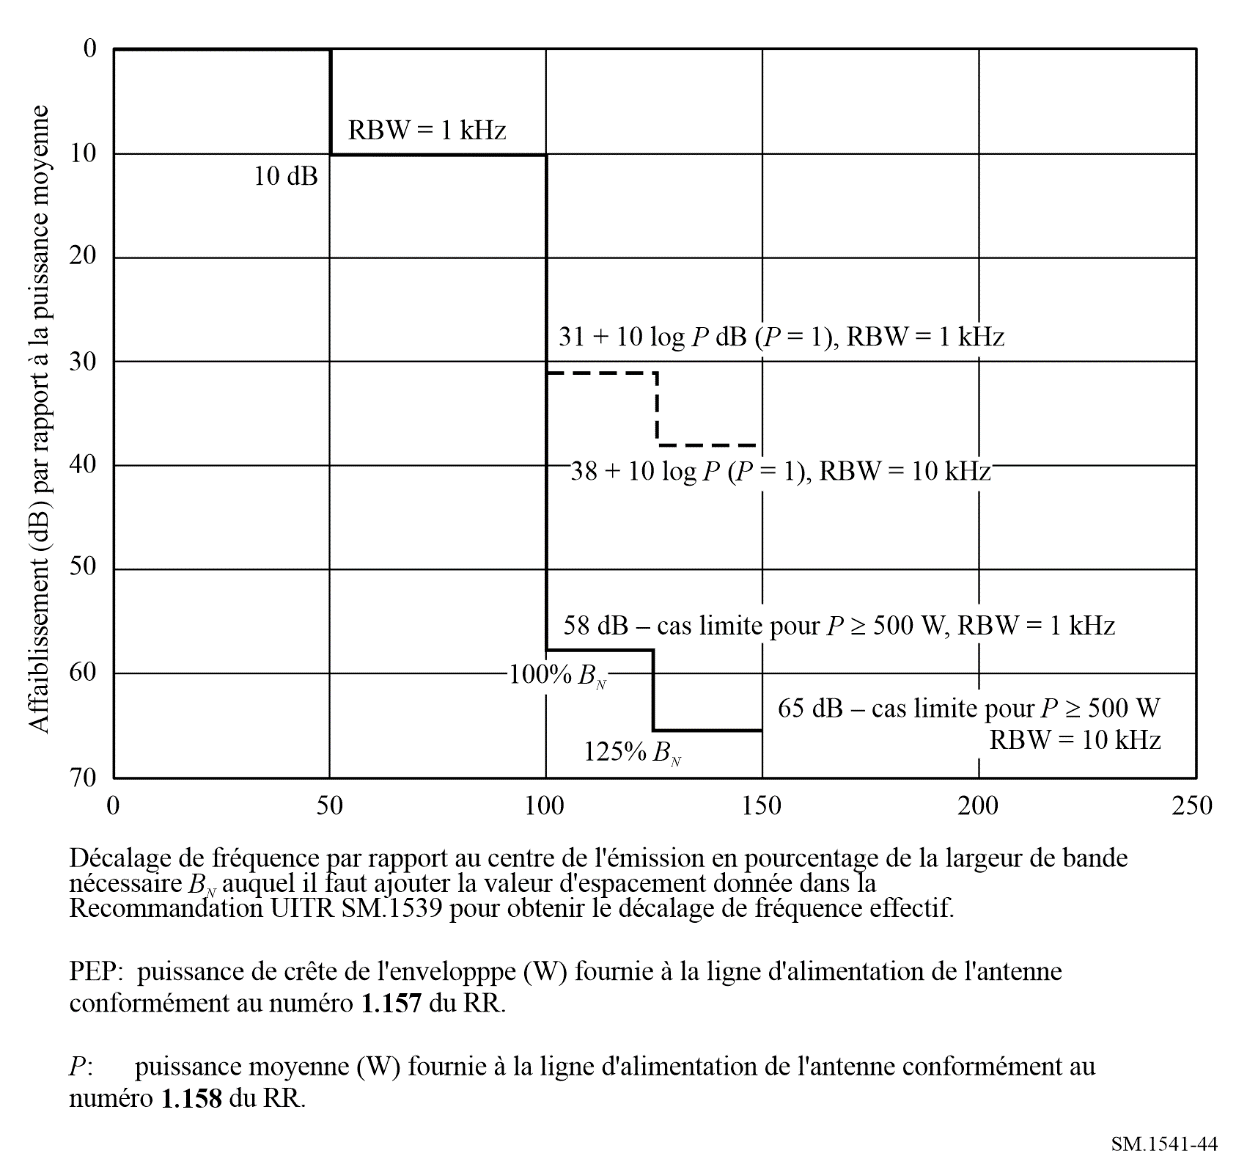 Affaiblissement (dB) par rapport à la puissance moyenne
0
RBW = 1 kHz
10
10 dB
20
31 + 10 log P dB (P = 1), RBW = 1 kHz
30
40
38 + 10 log P (P = 1), RBW = 10 kHz
50
58 dB – cas limite pour P ≥ 500 W, RBW = 1 kHz
60
100% BN
65 dB – cas limite pour P ≥ 500 W
RBW = 10 kHz
125% BN
70
0 50 100 150 200 250
Décalage de fréquence par rapport au centre de l'émission en pourcentage de la largeur de bande
nécessaire BN auquel il faut ajouter la valeur d'espacement donnée dans la
Recommandation UITR SM.1539 pour obtenir le décalage de fréquence effectif.
PEP: puissance de crête de l'envelopppe (W) fournie à la ligne d'alimentation de l'antenne
conformément au numéro 1.157 du RR.
P: puissance moyenne (W) fournie à la ligne d'alimentation de l'antenne conformément au
numéro 1.158 du RR.
SM.1541-44